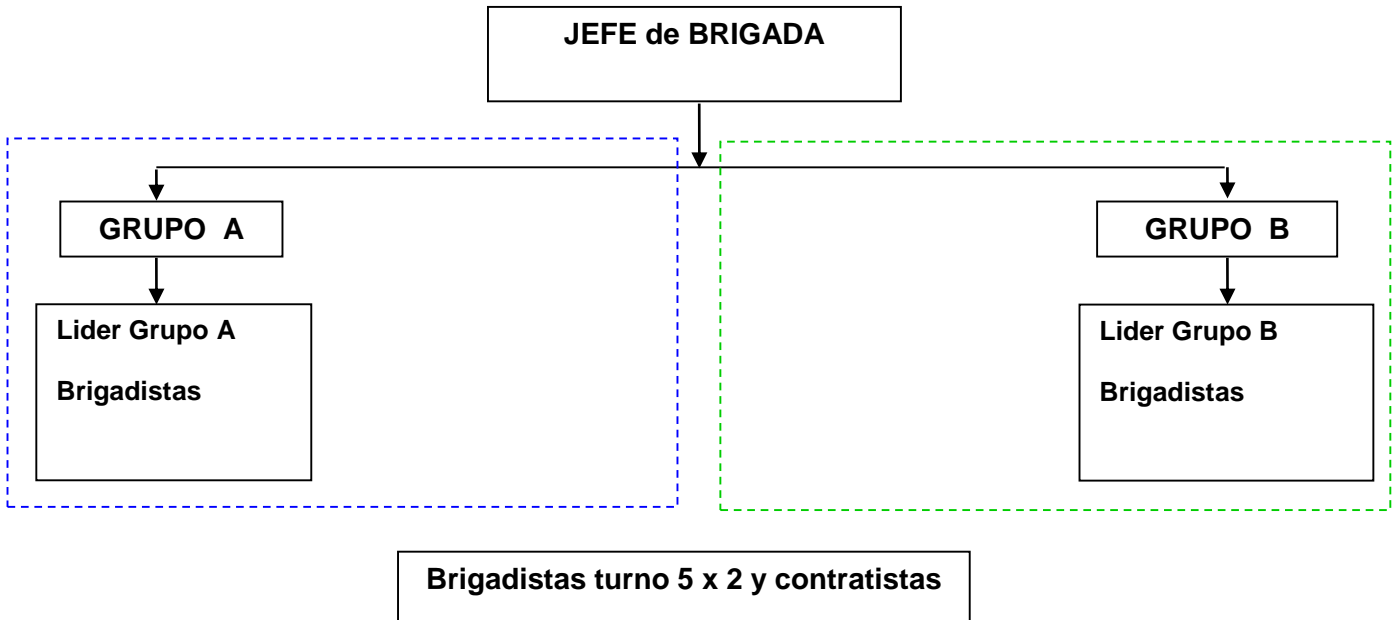 JEFE de BRIGADA
GRUPO A
GRUPO B
Lider Grupo A
Brigadistas
Lider Grupo B
Brigadistas
Brigadistas turno 5 x 2 y contratistas